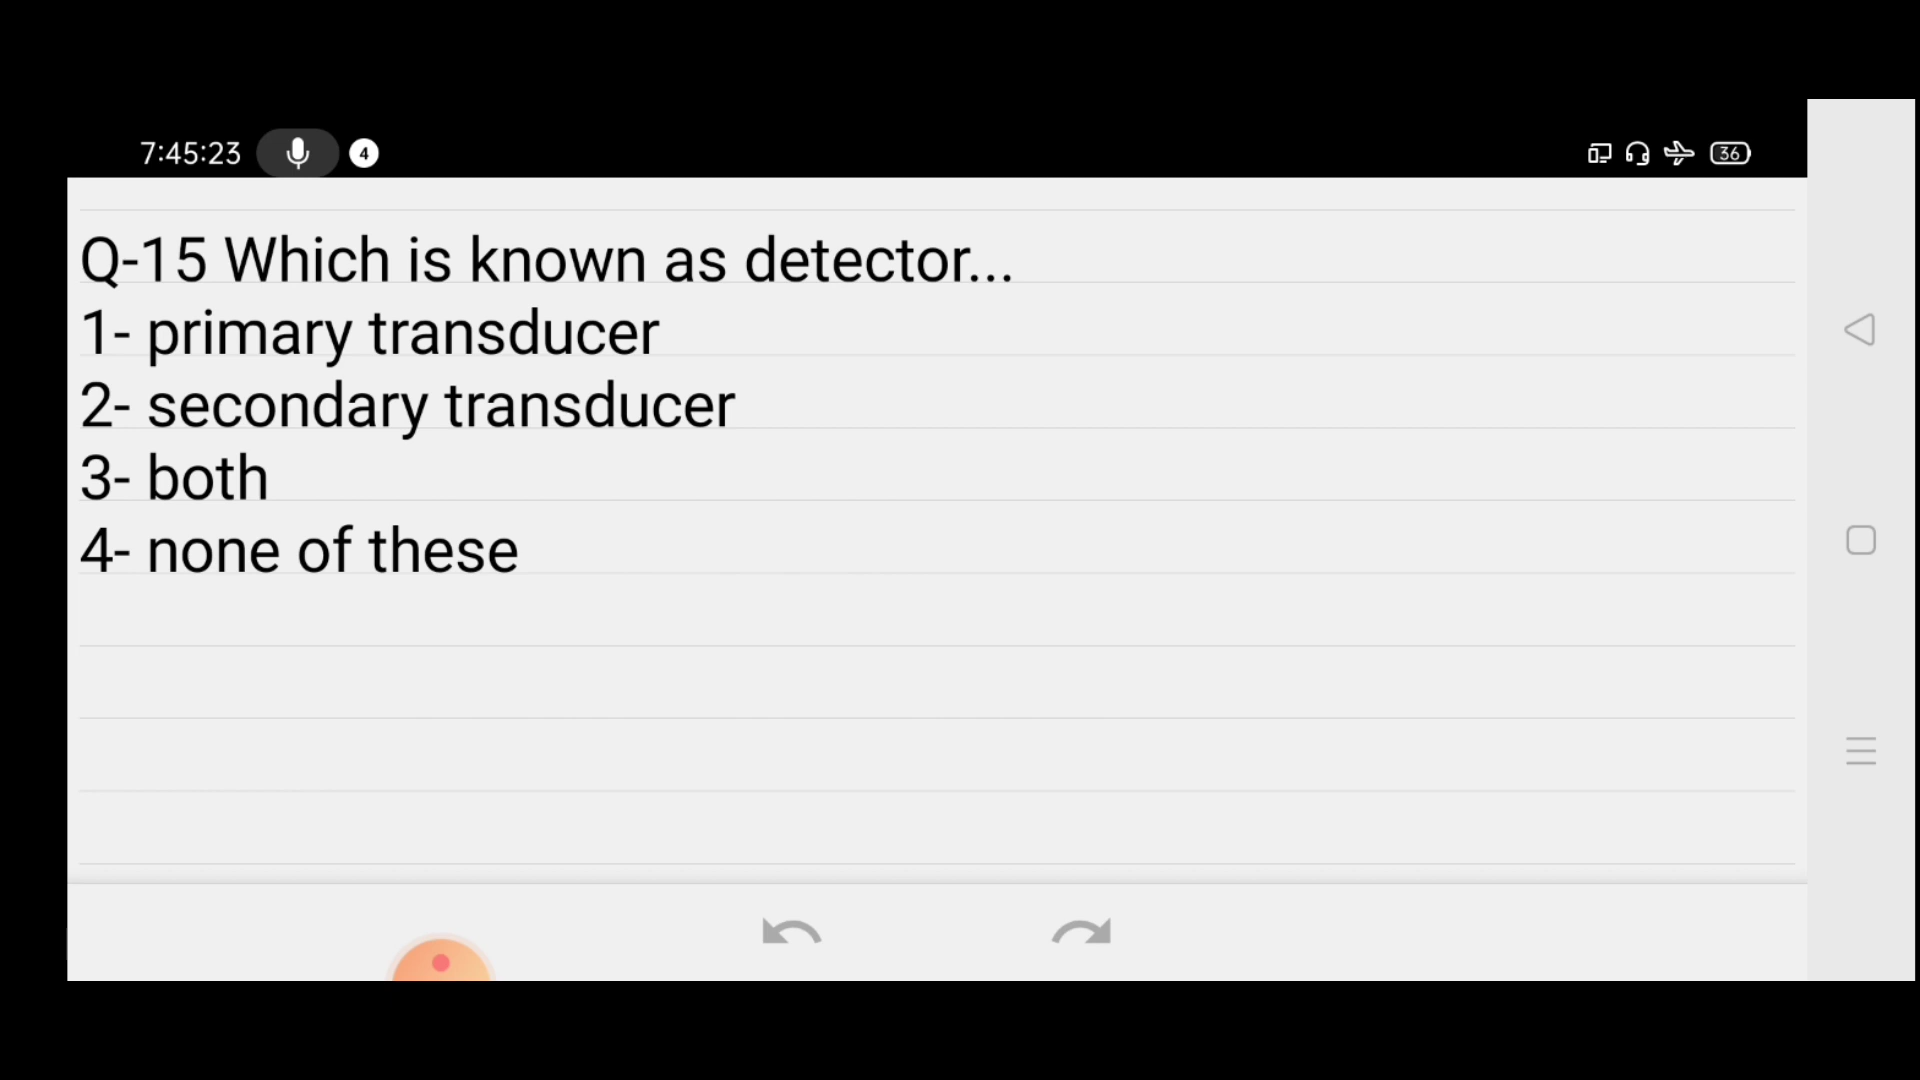 7:45:23 4 36
Q-15 Which is known as detector...
1- primary transducer
2- secondary transducer
3- both
4- none of these